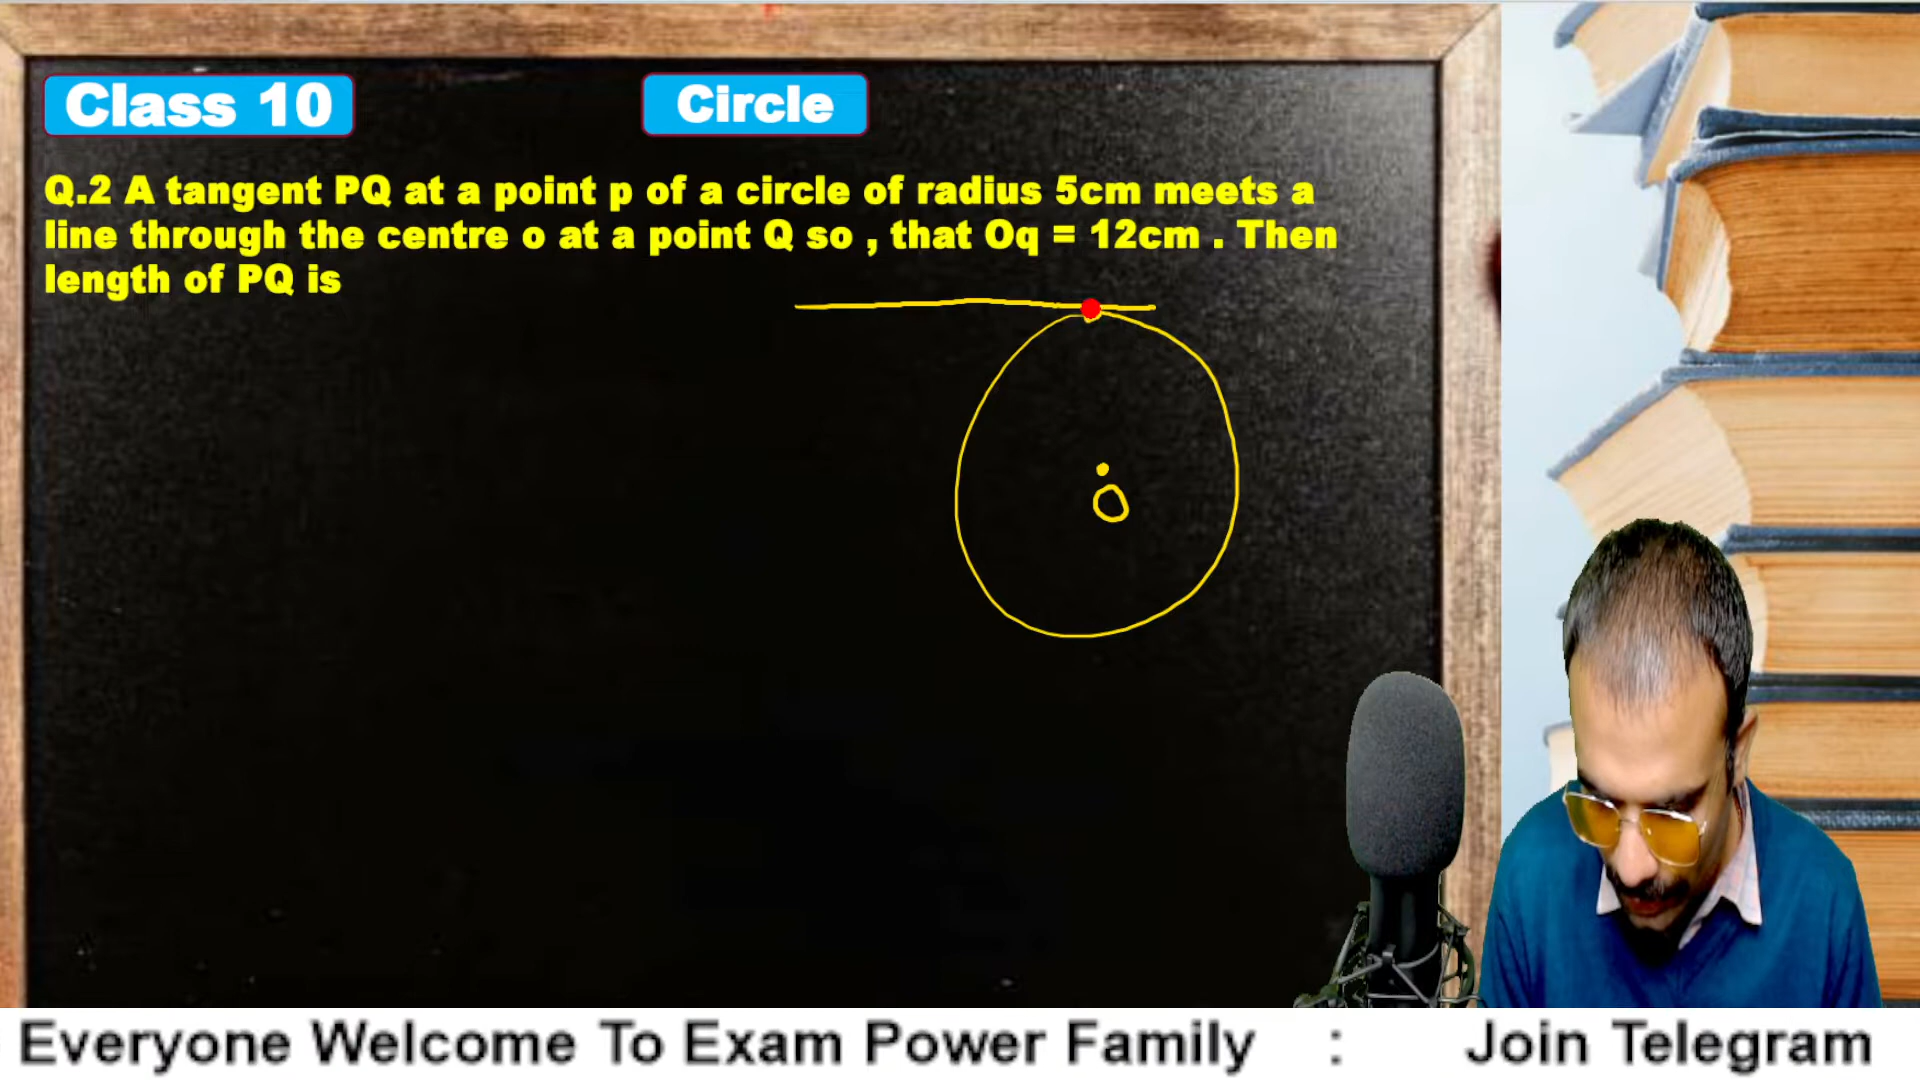 Class 10
Circle
Q.2 A tangent PQ at a point p of a circle of radius 5cm meets a
line through the centre o at a point Q so , that Oq = 12cm . Then
length of PQ is
O
Everyone Welcome To Exam Power Family : Join Telegram